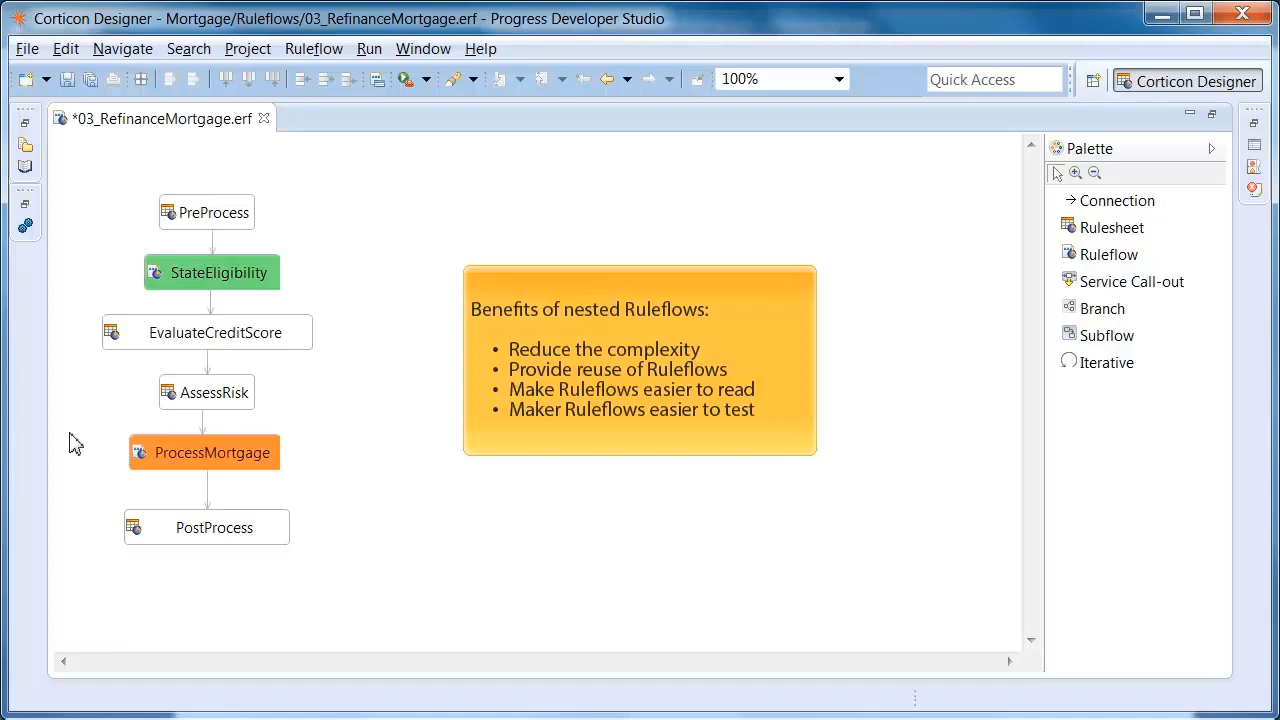 Corticon Designer - Mortgage/Ruleflows/03_RefinanceMortgage.erf - Progress Developer Studio
File Edit Navigate Search Project Ruleflow Run Window Help
100%
Quick Access
Corticon Designer
*03_RefinanceMortgage.erf
Palette
PreProcess
StateEligibility
EvaluateCreditScore
AssessRisk
ProcessMortgage
PostProcess
Benefits of nested Ruleflows:
• Reduce the complexity
• Provide reuse of Ruleflows
• Make Ruleflows easier to read
• Maker Ruleflows easier to test
Connection
Rulesheet
Ruleflow
Service Call-out
Branch
Subflow
Iterative